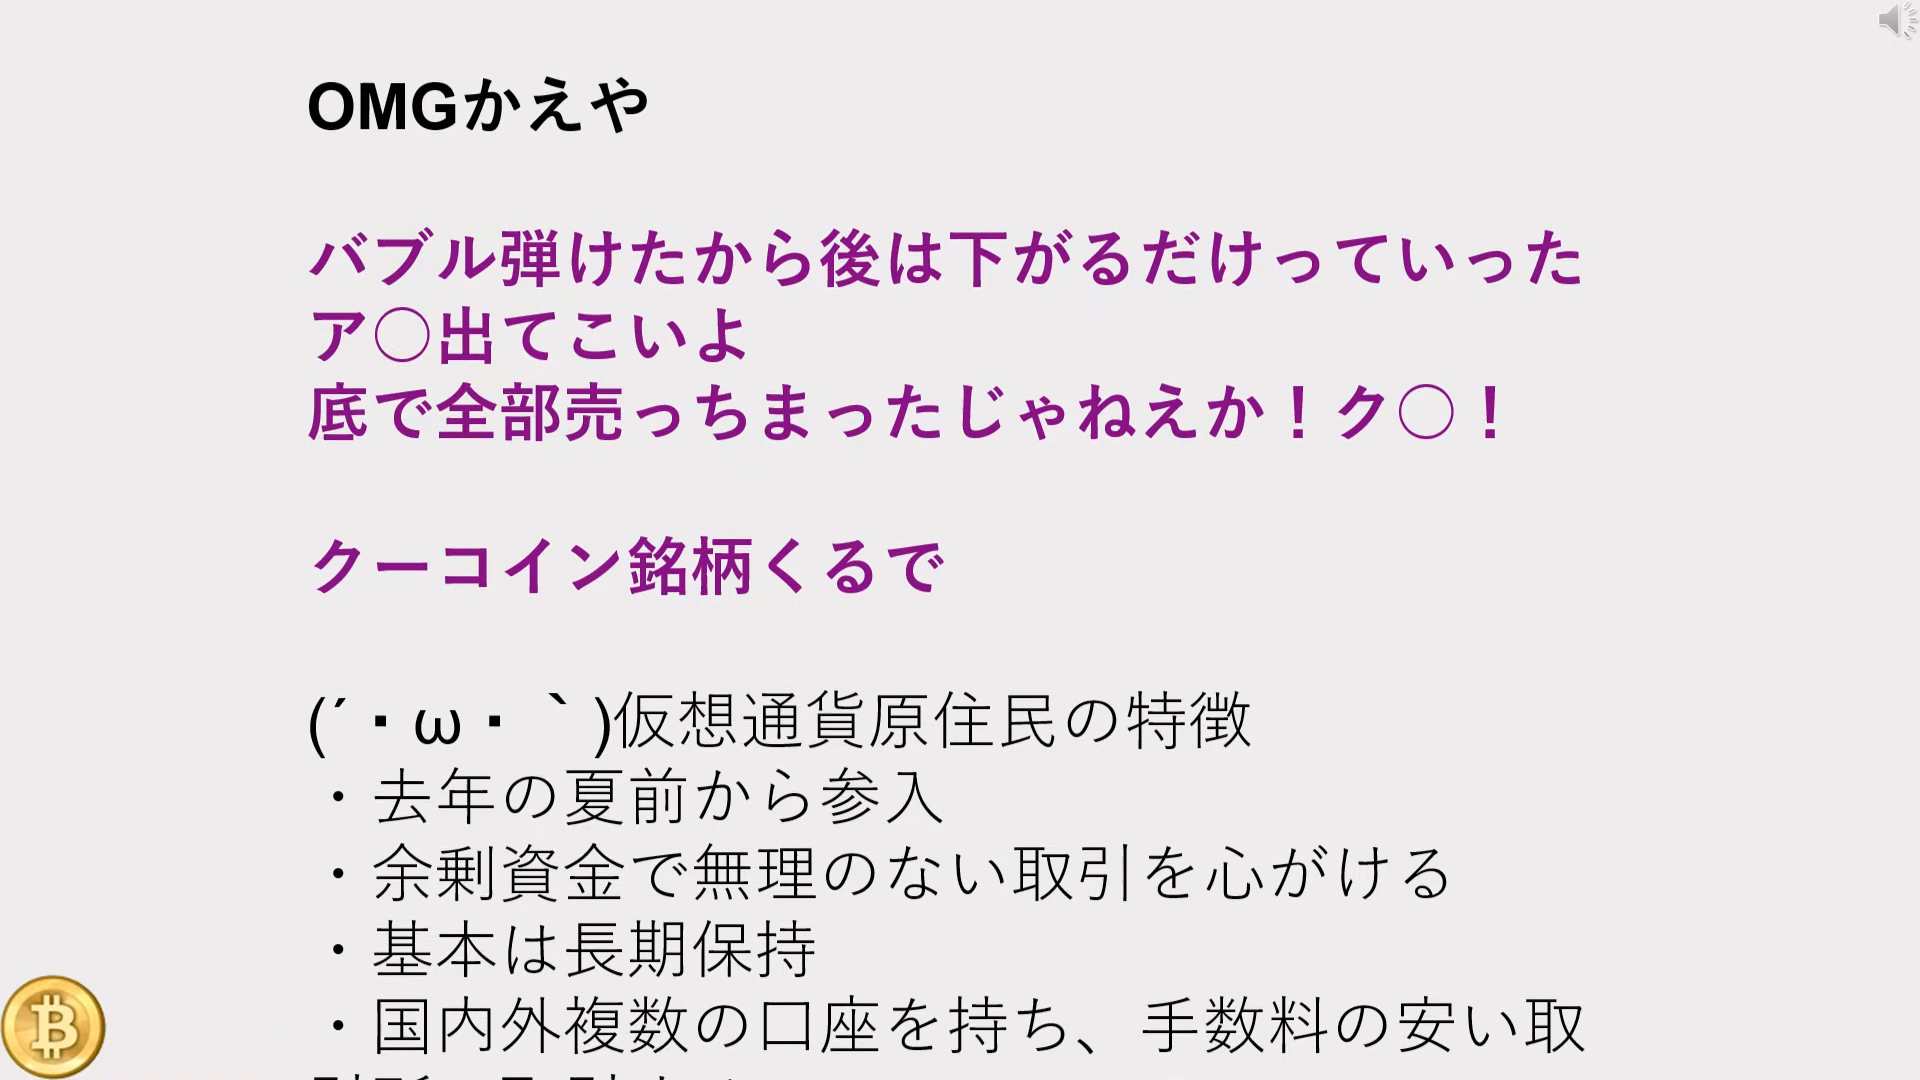 OMGかえや
バブル弾けたから後は下がるだけっていった
ア◯出てこいよ
底で全部売っちまったじゃねえか！ク◯！
クーコイン銘柄くるで
(´・ω・｀)仮想通貨原住民の特徴
・去年の夏前から参入
・余剰資金で無理のない取引を心がける
・基本は長期保持
・国内外複数の口座を持ち、手数料の安い取